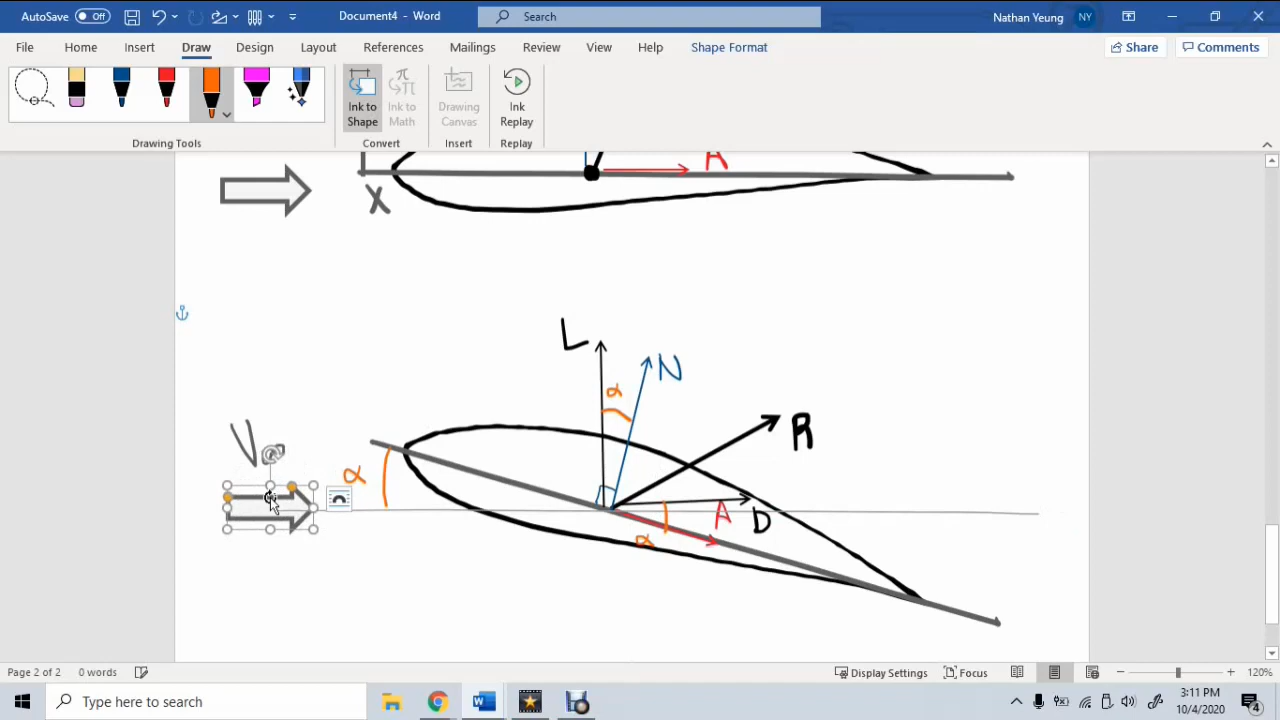 AutoSave Off Document4 - Word Search Nathan Yeung NY
File Home Insert Draw Design Layout References Mailings Review View Help Shape Format Share Comments
Ink to Shape
Ink to Math
Drawing Canvas
Ink Replay
Drawing Tools Convert Insert Replay
A
X
L
α
N
V∞
R
α
A
D
α
Page 2 of 2 0 words Display Settings Focus 120%
Type here to search
3:11 PM
10/4/2020
4